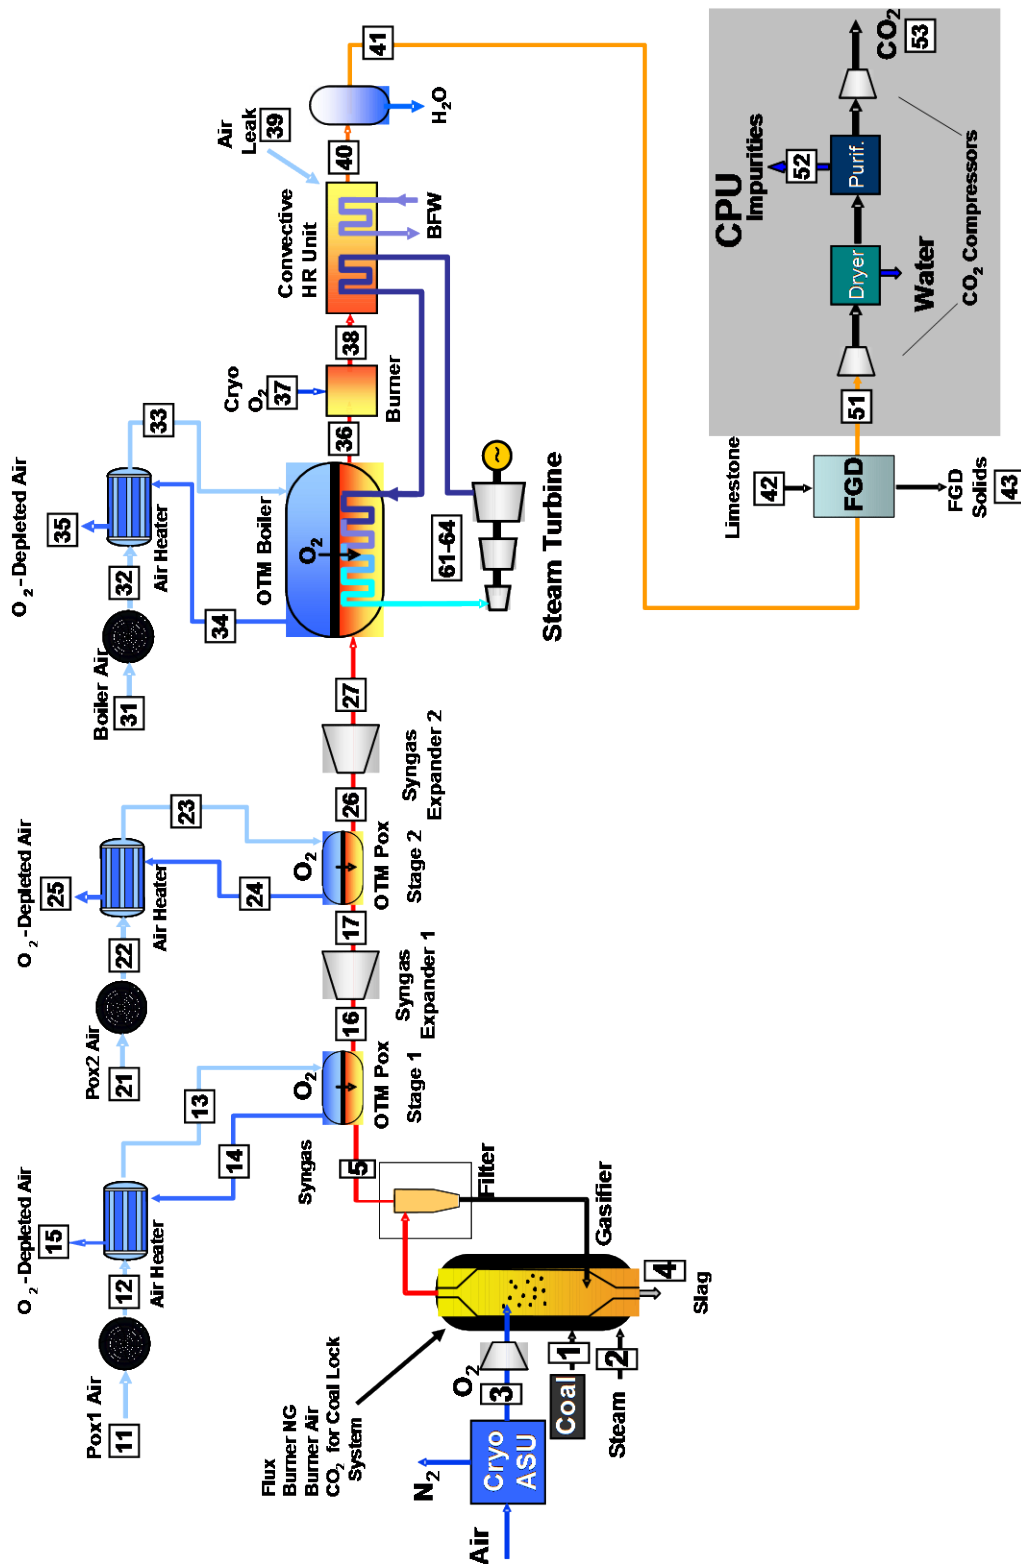 Pox1 Air
11
12
Air Heater
O₂-Depleted Air
15
13
14
Pox2 Air
21
22
Air Heater
O₂-Depleted Air
25
23
24
Boiler Air
31
32
Air Heater
O₂-Depleted Air
35
33
34
Flux
Burner NG
Burner Air
CO₂ for Coal Lock
System
Air
Cryo
ASU
N₂
3
O₂
Coal
1
Steam
2
Slag
4
Gasifier
Filter
Syngas
5
O₂
OTM Pox
Stage 1
16
Syngas
Expander 1
17
O₂
OTM Pox
Stage 2
26
Syngas
Expander 2
27
OTM Boiler
O₂
61-64
Steam Turbine
~
36
Cryo
O₂
37
Burner
38
Convective
HR Unit
BFW
Air
Leak
39
40
H₂O
41
Limestone
42
FGD
FGD
Solids
43
51
CPU
Dryer
Water
Purif.
Impurities
52
CO₂ Compressors
CO₂
53